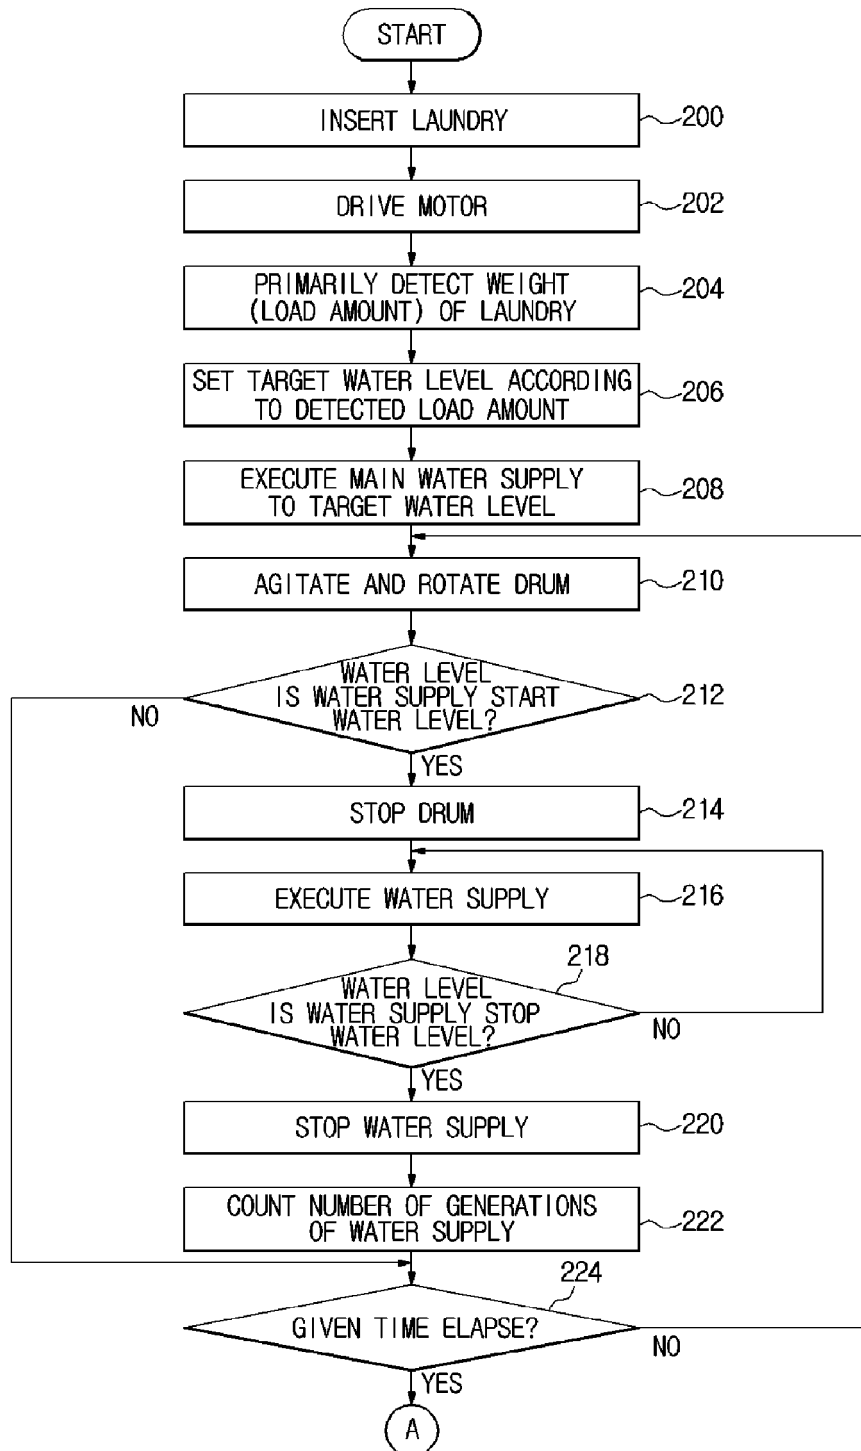 START
INSERT LAUNDRY
200
DRIVE MOTOR
202
PRIMARILY DETECT WEIGHT
(LOAD AMOUNT) OF LAUNDRY
204
SET TARGET WATER LEVEL ACCORDING
TO DETECTED LOAD AMOUNT
206
EXECUTE MAIN WATER SUPPLY
TO TARGET WATER LEVEL
208
AGITATE AND ROTATE DRUM
210
WATER LEVEL
IS WATER SUPPLY START
WATER LEVEL?
212
NO
YES
STOP DRUM
214
EXECUTE WATER SUPPLY
216
218
WATER LEVEL
IS WATER SUPPLY STOP
WATER LEVEL?
NO
YES
STOP WATER SUPPLY
220
COUNT NUMBER OF GENERATIONS
OF WATER SUPPLY
222
224
GIVEN TIME ELAPSE?
NO
YES
A